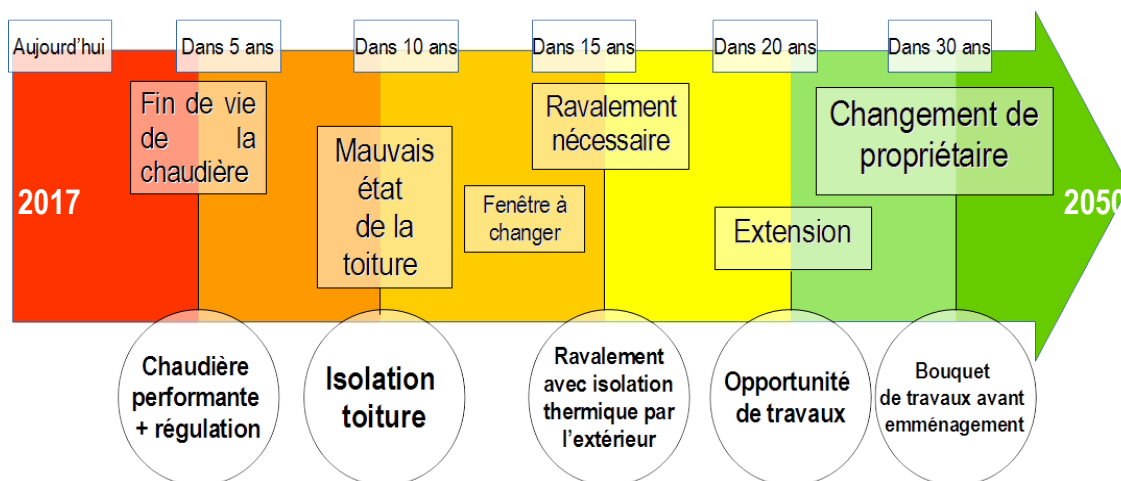 Aujourd'hui
Dans 5 ans
Dans 10 ans
Dans 15 ans
Dans 20 ans
Dans 30 ans
Fin de vie
de la
chaudière
Mauvais
état
de la
toiture
Fenêtre à
changer
Ravalement
nécessaire
Extension
Changement de
propriétaire
2017
2050
Chaudière
performante
+ régulation
Isolation
toiture
Ravalement
avec isolation
thermique par
l'extérieur
Opportunité
de travaux
Bouquet
de travaux avant
emménagement